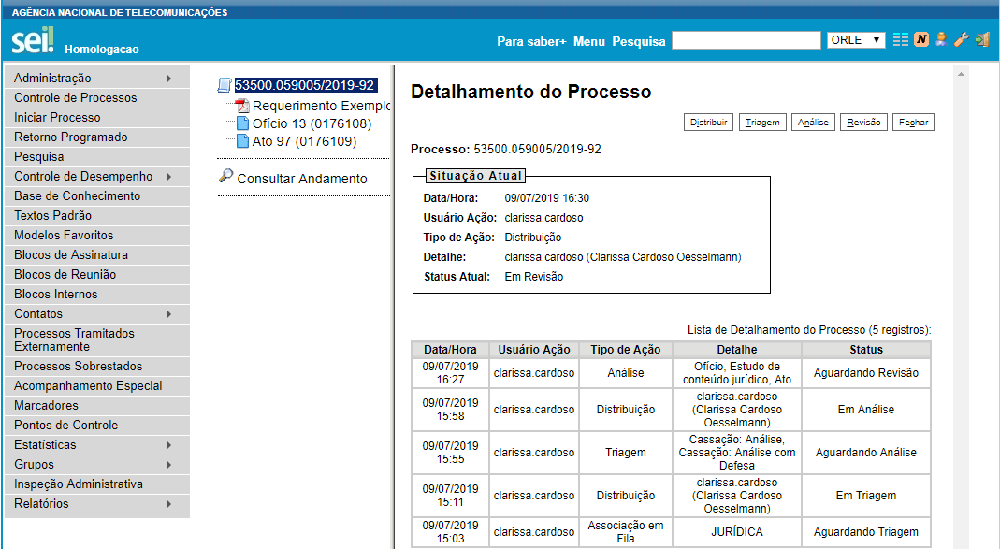 AGÊNCIA NACIONAL DE TELECOMUNICAÇÕES
sei!
Homologacao
Para saber+ Menu Pesquisa
ORLE
N
Administração
Controle de Processos
Iniciar Processo
Retorno Programado
Pesquisa
Controle de Desempenho
Base de Conhecimento
Textos Padrão
Modelos Favoritos
Blocos de Assinatura
Blocos de Reunião
Blocos Internos
Contatos
Processos Tramitados
Externamente
Processos Sobrestados
Acompanhamento Especial
Marcadores
Pontos de Controle
Estatísticas
Grupos
Inspeção Administrativa
Relatórios
53500.059005/2019-92
Requerimento Exemplo
Ofício 13 (0176108)
Ato 97 (0176109)
Consultar Andamento
Detalhamento do Processo
Distribuir Triagem Análise Revisão Fechar
Processo: 53500.059005/2019-92
Situação Atual
Data/Hora: 09/07/2019 16:30
Usuário Ação: clarissa.cardoso
Tipo de Ação: Distribuição
Detalhe: clarissa.cardoso (Clarissa Cardoso Oesselmann)
Status Atual: Em Revisão
Lista de Detalhamento do Processo (5 registros):
Data/Hora Usuário Ação Tipo de Ação Detalhe Status
09/07/2019
16:27
clarissa.cardoso
Análise
Ofício, Estudo de
conteúdo jurídico, Ato
Aguardando Revisão
09/07/2019
15:58
clarissa.cardoso
Distribuição
clarissa.cardoso
(Clarissa Cardoso
Oesselmann)
Em Análise
09/07/2019
15:55
clarissa.cardoso
Triagem
Cassação: Análise,
Cassação: Análise com
Defesa
Aguardando Análise
09/07/2019
15:11
clarissa.cardoso
Distribuição
clarissa.cardoso
(Clarissa Cardoso
Oesselmann)
Em Triagem
09/07/2019
15:03
clarissa.cardoso
Associação em
Fila
JURÍDICA
Aguardando Triagem